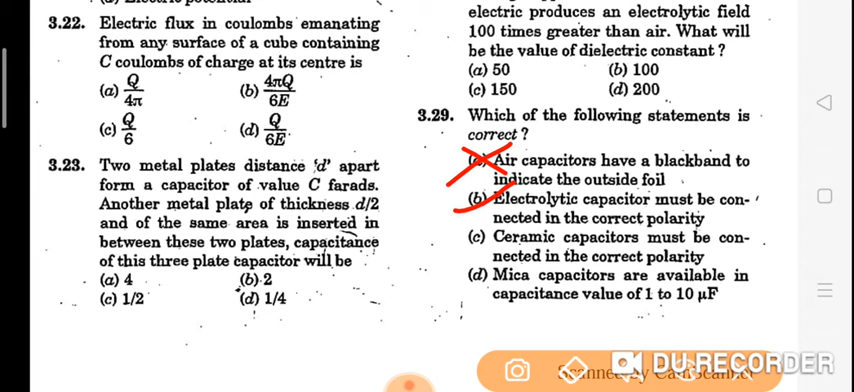 3.22. Electric flux in coulombs emanating
from any surface of a cube containing
C coulombs of charge at its centre is
(a) Q/4π (b) 4πQ/6E
(c) Q/6 (d) Q/6E.
3.23. Two metal plates distance 'd' apart
form a capacitor of value C farads.
Another metal plate of thickness d/2
and of the same area is inserted in
between these two plates, capacitance
of this three plate capacitor will be
(a) 4 (b) 2
(c) 1/2 (d) 1/4
electric produces an electrolytic field
100 times greater than air. What will
be the value of dielectric constant ?
(a) 50 (b) 100
(c) 150 (d) 200
3.29. Which of the following statements is
correct ?
(a) Air capacitors have a blackband to
indicate the outside foil
(b) Electrolytic capacitor must be con-
nected in the correct polarity
(c) Ceramic capacitors must be con-
nected in the correct polarity
(d) Mica capacitors are available in
capacitance value of 1 to 10 µF
DU RECORDER
Scanned by CamScanner